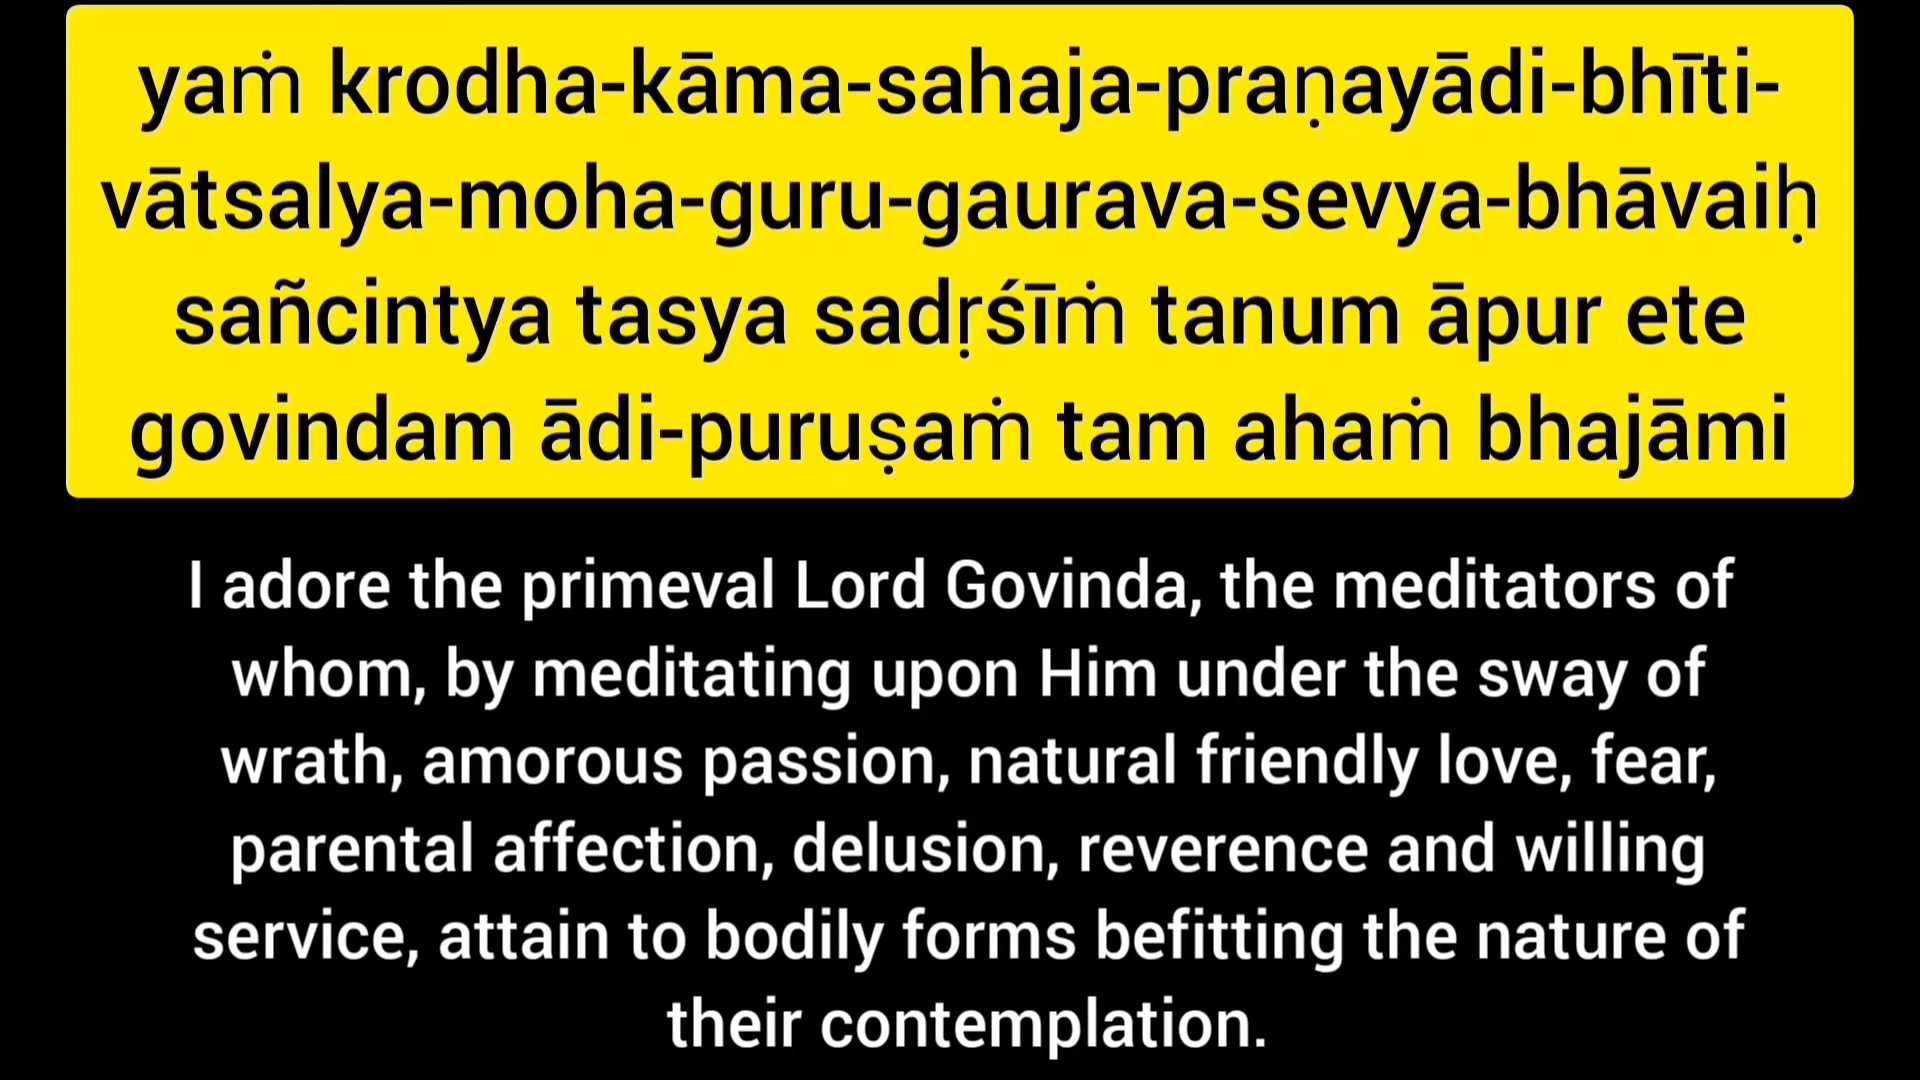 yaṁ krodha-kāma-sahaja-praṇayādi-bhīti-
vātsalya-moha-guru-gaurava-sevya-bhāvaiḥ
sañcintya tasya sadṛśīṁ tanum āpur ete
govindam ādi-puruṣaṁ tam ahaṁ bhajāmi
I adore the primeval Lord Govinda, the meditators of
whom, by meditating upon Him under the sway of
wrath, amorous passion, natural friendly love, fear,
parental affection, delusion, reverence and willing
service, attain to bodily forms befitting the nature of
their contemplation.